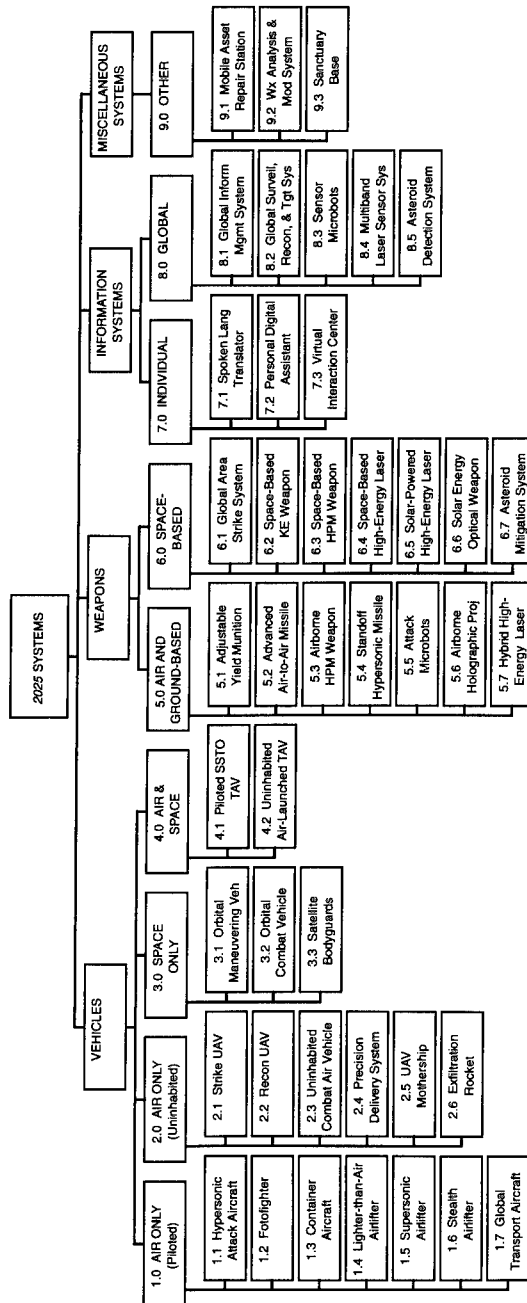 2025 SYSTEMS
VEHICLES
WEAPONS
INFORMATION
SYSTEMS
MISCELLANEOUS
SYSTEMS
1.0 AIR ONLY
(Piloted)
1.1 Hypersonic
Attack Aircraft
1.2 Fotofighter
1.3 Container
Aircraft
1.4 Lighter-than-Air
Airlifter
1.5 Supersonic
Airlifter
1.6 Stealth
Airlifter
1.7 Global
Transport Aircraft
2.0 AIR ONLY
(Uninhabited)
2.1 Strike UAV
2.2 Recon UAV
2.3 Uninhabited
Combat Air Vehicle
2.4 Precision
Delivery System
2.5 UAV
Mothership
2.6 Exfiltration
Rocket
3.0 SPACE
ONLY
3.1 Orbital
Maneuvering Veh
3.2 Orbital
Combat Vehicle
3.3 Satellite
Bodyguards
4.0 AIR &
SPACE
4.1 Piloted SSTO
TAV
4.2 Uninhabited
Air-Launched TAV
5.0 AIR AND
GROUND-BASED
5.1 Adjustable
Yield Munition
5.2 Advanced
Air-to-Air Missile
5.3 Airborne
HPM Weapon
5.4 Standoff
Hypersonic Missile
5.5 Attack
Microbots
5.6 Airborne
Holographic Proj
5.7 Hybrid High-
Energy Laser
6.0 SPACE-
BASED
6.1 Global Area
Strike System
6.2 Space-Based
KE Weapon
6.3 Space-Based
HPM Weapon
6.4 Space-Based
High-Energy Laser
6.5 Solar-Powered
High-Energy Laser
6.6 Solar Energy
Optical Weapon
6.7 Asteroid
Mitigation System
7.0 INDIVIDUAL
7.1 Spoken Lang
Translator
7.2 Personal Digital
Assistant
7.3 Virtual
Interaction Center
8.0 GLOBAL
8.1 Global Inform
Mgmt System
8.2 Global Surveil,
Recon, & Tgt Sys
8.3 Sensor
Microbots
8.4 Multiband
Laser Sensor Sys
8.5 Asteroid
Detection System
9.0 OTHER
9.1 Mobile Asset
Repair Station
9.2 Wx Analysis &
Mod System
9.3 Sanctuary
Base